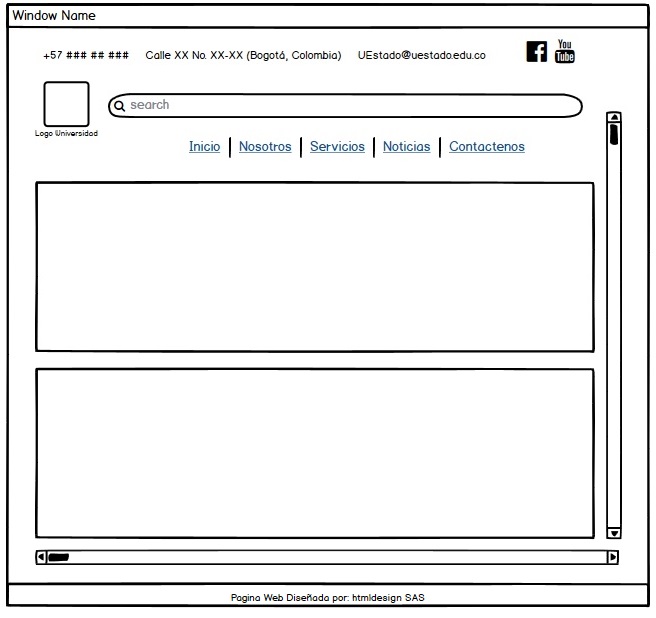 Window Name
+57 ### ## ### Calle XX No. XX-XX (Bogotá, Colombia) UEstado@uestado.edu.co
You
Tube
search
Logo Universidad
Inicio Nosotros Servicios Noticias Contactenos
Pagina Web Diseñada por: htmldesign SAS